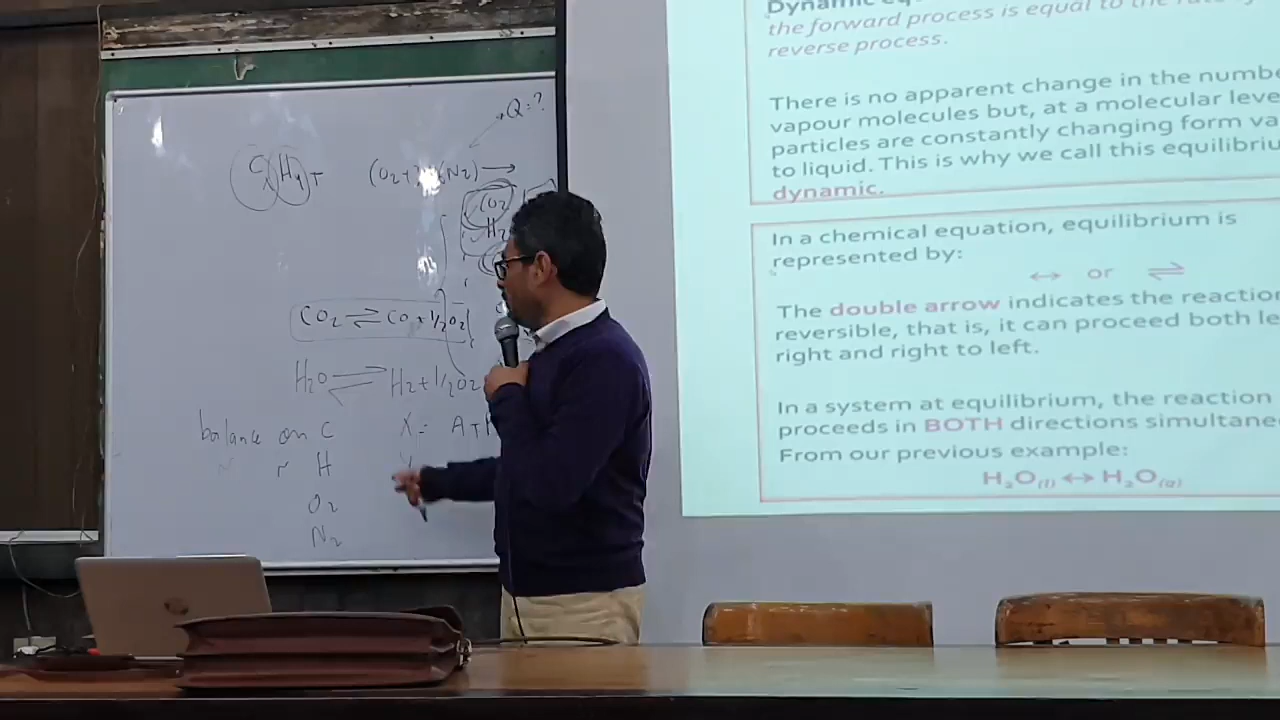 Q=?
CxHy+ (O2+ N2) →
CO2
H2
CO2 ⇌ CO+1/2O2
H2O ⇌ H2+1/2O2
balance on C X= A+
H
O2
N2
the forward process is equal to the
reverse process.
There is no apparent change in the numbe
vapour molecules but, at a molecular leve
particles are constantly changing form va
to liquid. This is why we call this equilibriu
dynamic.
In a chemical equation, equilibrium is
represented by:
↔ or ⇌
The double arrow indicates the reaction
reversible, that is, it can proceed both le
right and right to left.
In a system at equilibrium, the reaction
proceeds in BOTH directions simultane
From our previous example:
H2O(l) ↔ H2O(g)